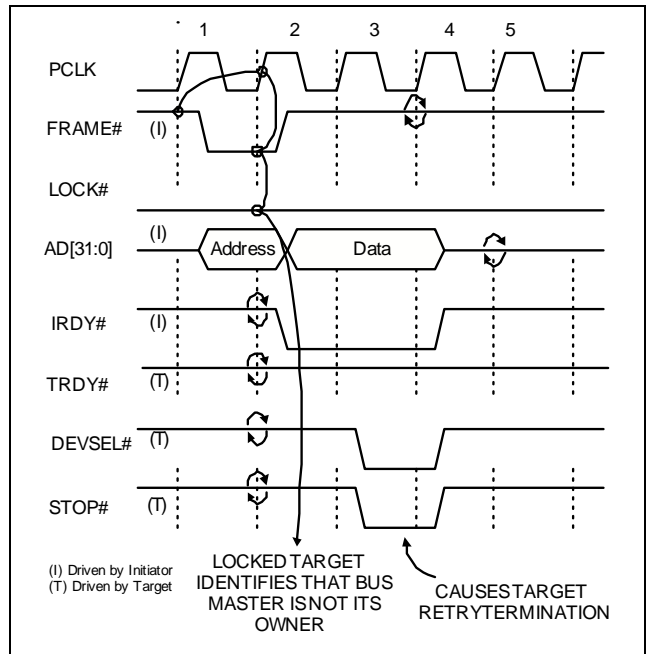 1 2 3 4 5
PCLK
FRAME# (I)
LOCK#
AD[31:0] (I) Address Data
IRDY# (I)
TRDY# (T)
DEVSEL# (T)
STOP# (T)
(I) Driven by Initiator
(T) Driven by Target
LOCKED TARGET
IDENTIFIES THAT BUS
MASTER IS NOT ITS
OWNER
CAUSES TARGET
RETRY TERMINATION